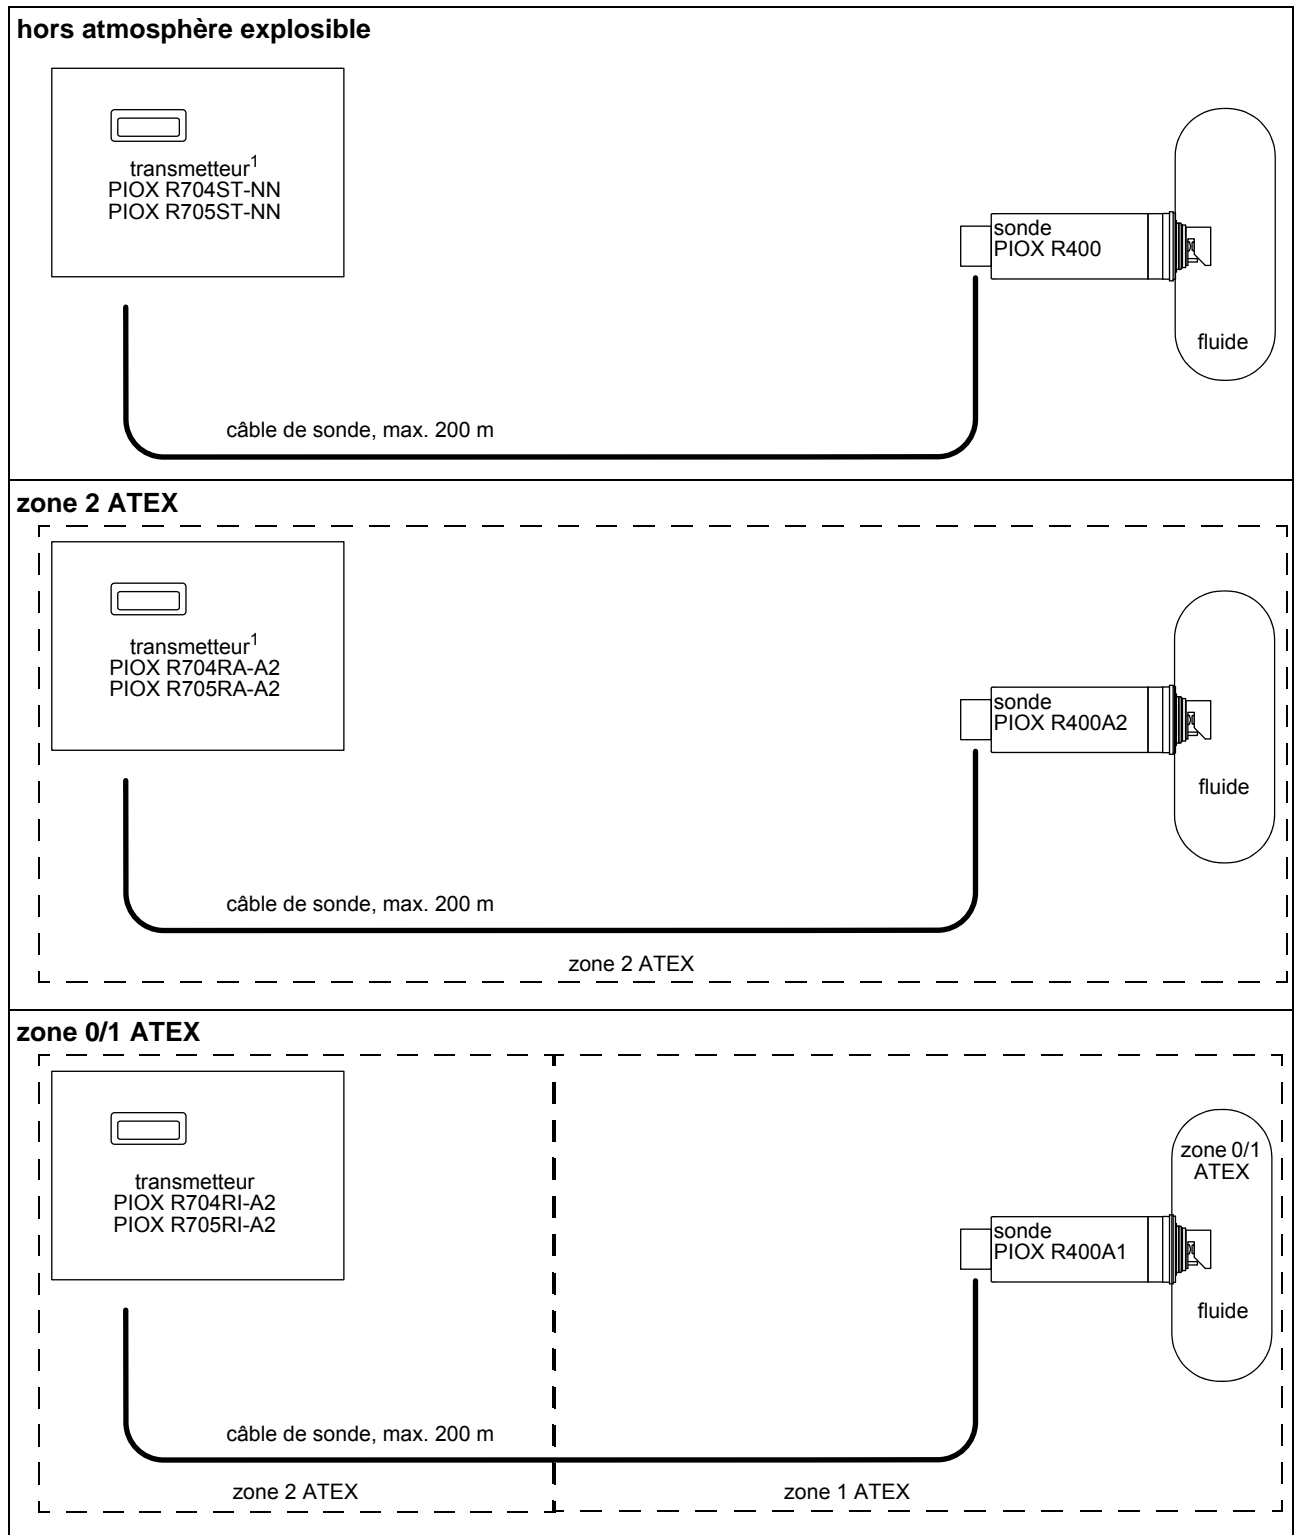 hors atmosphère explosible
transmetteur1
PIOX R704ST-NN
PIOX R705ST-NN
sonde
PIOX R400
fluide
câble de sonde, max. 200 m
zone 2 ATEX
transmetteur1
PIOX R704RA-A2
PIOX R705RA-A2
sonde
PIOX R400A2
fluide
câble de sonde, max. 200 m
zone 2 ATEX
zone 0/1 ATEX
transmetteur
PIOX R704RI-A2
PIOX R705RI-A2
zone 0/1
ATEX
sonde
PIOX R400A1
fluide
câble de sonde, max. 200 m
zone 2 ATEX
zone 1 ATEX